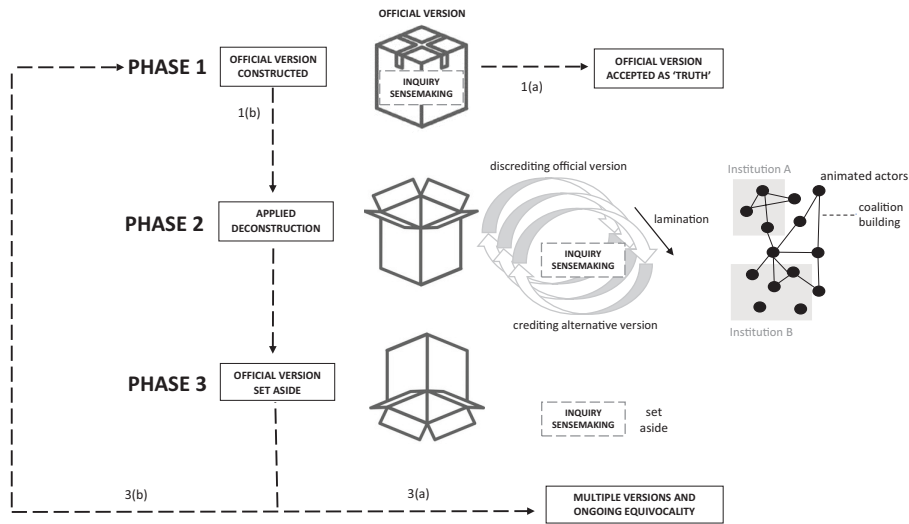 OFFICIAL VERSION
PHASE 1
OFFICIAL VERSION
CONSTRUCTED
INQUIRY
SENSEMAKING
1(a)
OFFICIAL VERSION
ACCEPTED AS ‘TRUTH’
1(b)
discrediting official version
Institution A
animated actors
lamination
coalition
building
PHASE 2
APPLIED
DECONSTRUCTION
INQUIRY
SENSEMAKING
crediting alternative version
Institution B
PHASE 3
OFFICIAL VERSION
SET ASIDE
INQUIRY
SENSEMAKING
set
aside
3(b)
3(a)
MULTIPLE VERSIONS AND
ONGOING EQUIVOCALITY